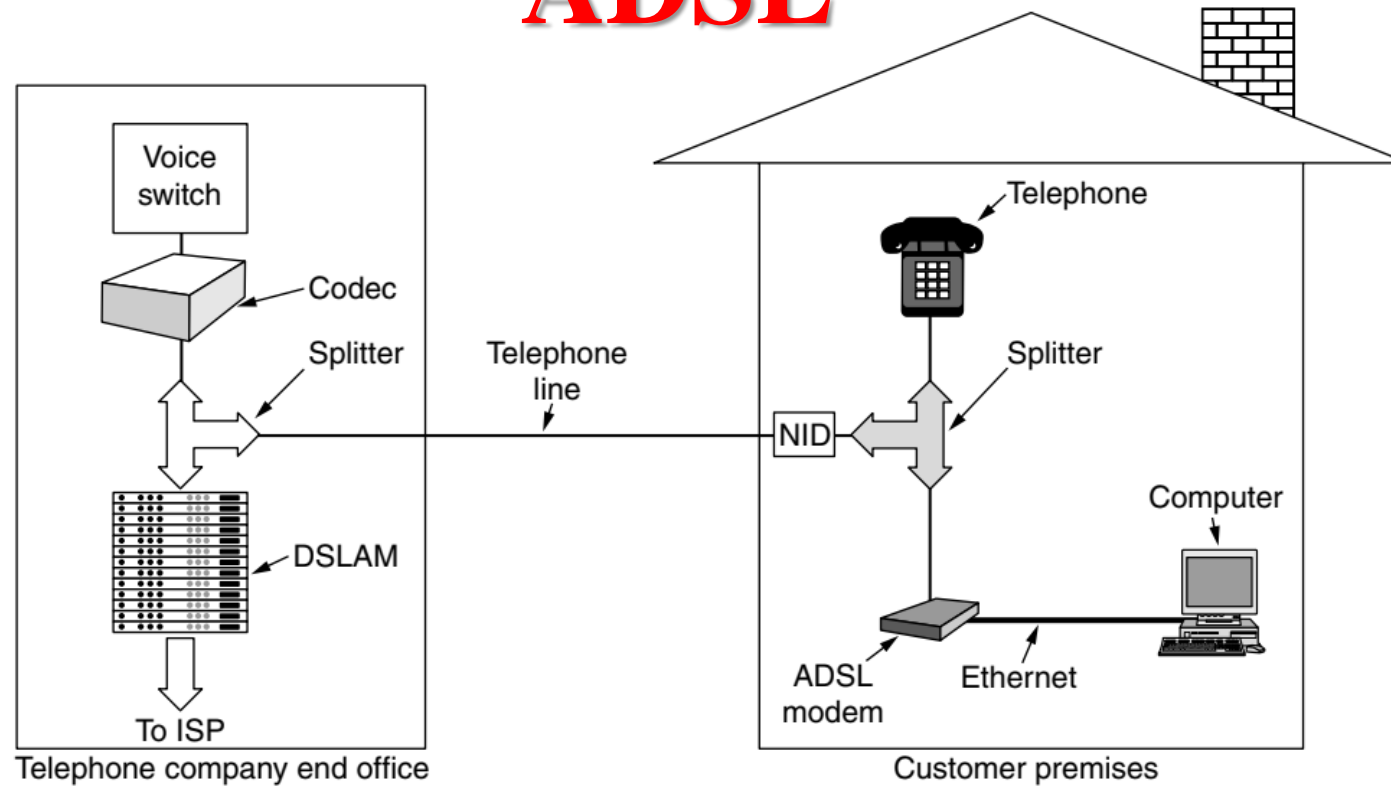 ADSL
Voice
switch
Codec
Splitter
DSLAM
To ISP
Telephone company end office
Telephone
line
Telephone
Splitter
NID
Computer
ADSL
modem
Ethernet
Customer premises